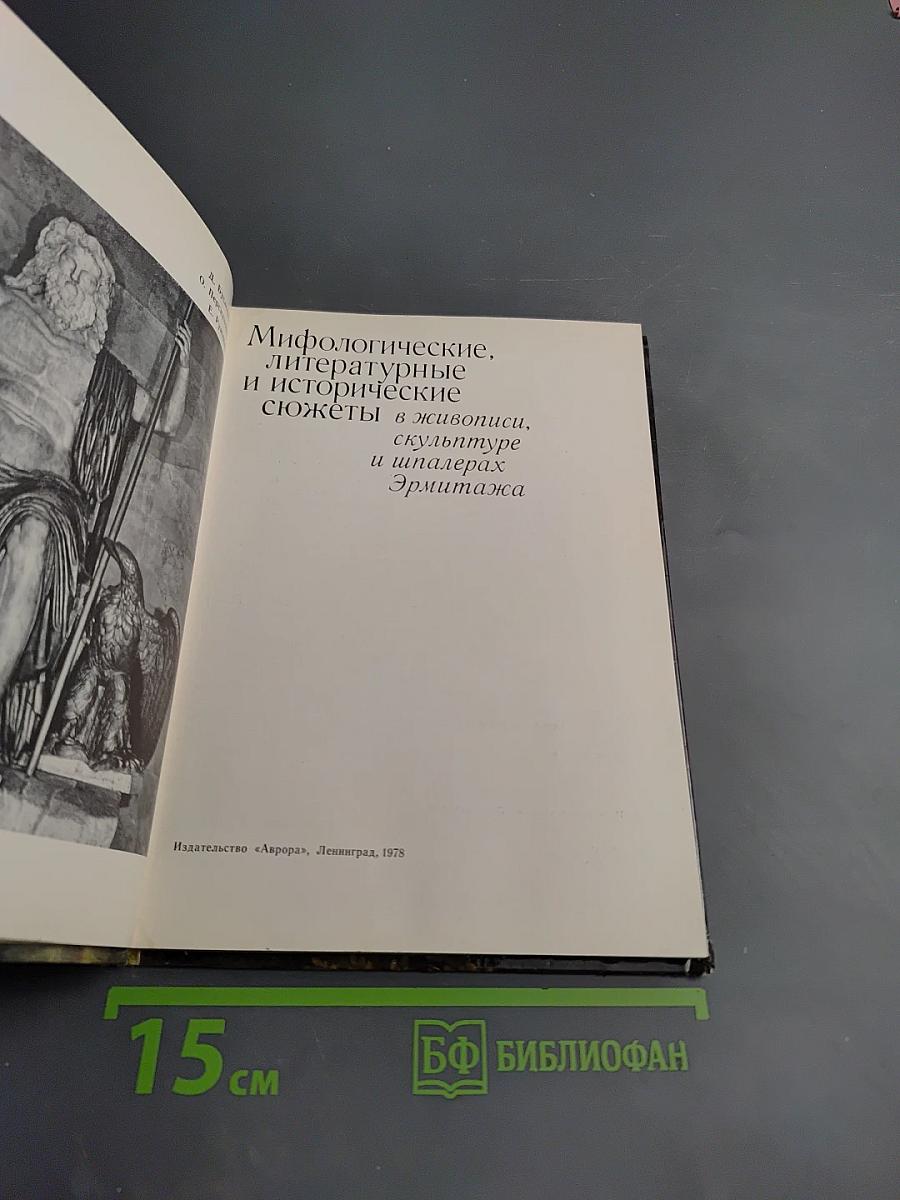 Д.
О.
Е.
Мифологические,
литературные
и исторические
сюжеты в живописи,
скульптуре
и шпалерах
Эрмитажа
Издательство «Аврора», Ленинград, 1978
15 см
БФ БИБЛИОФАН